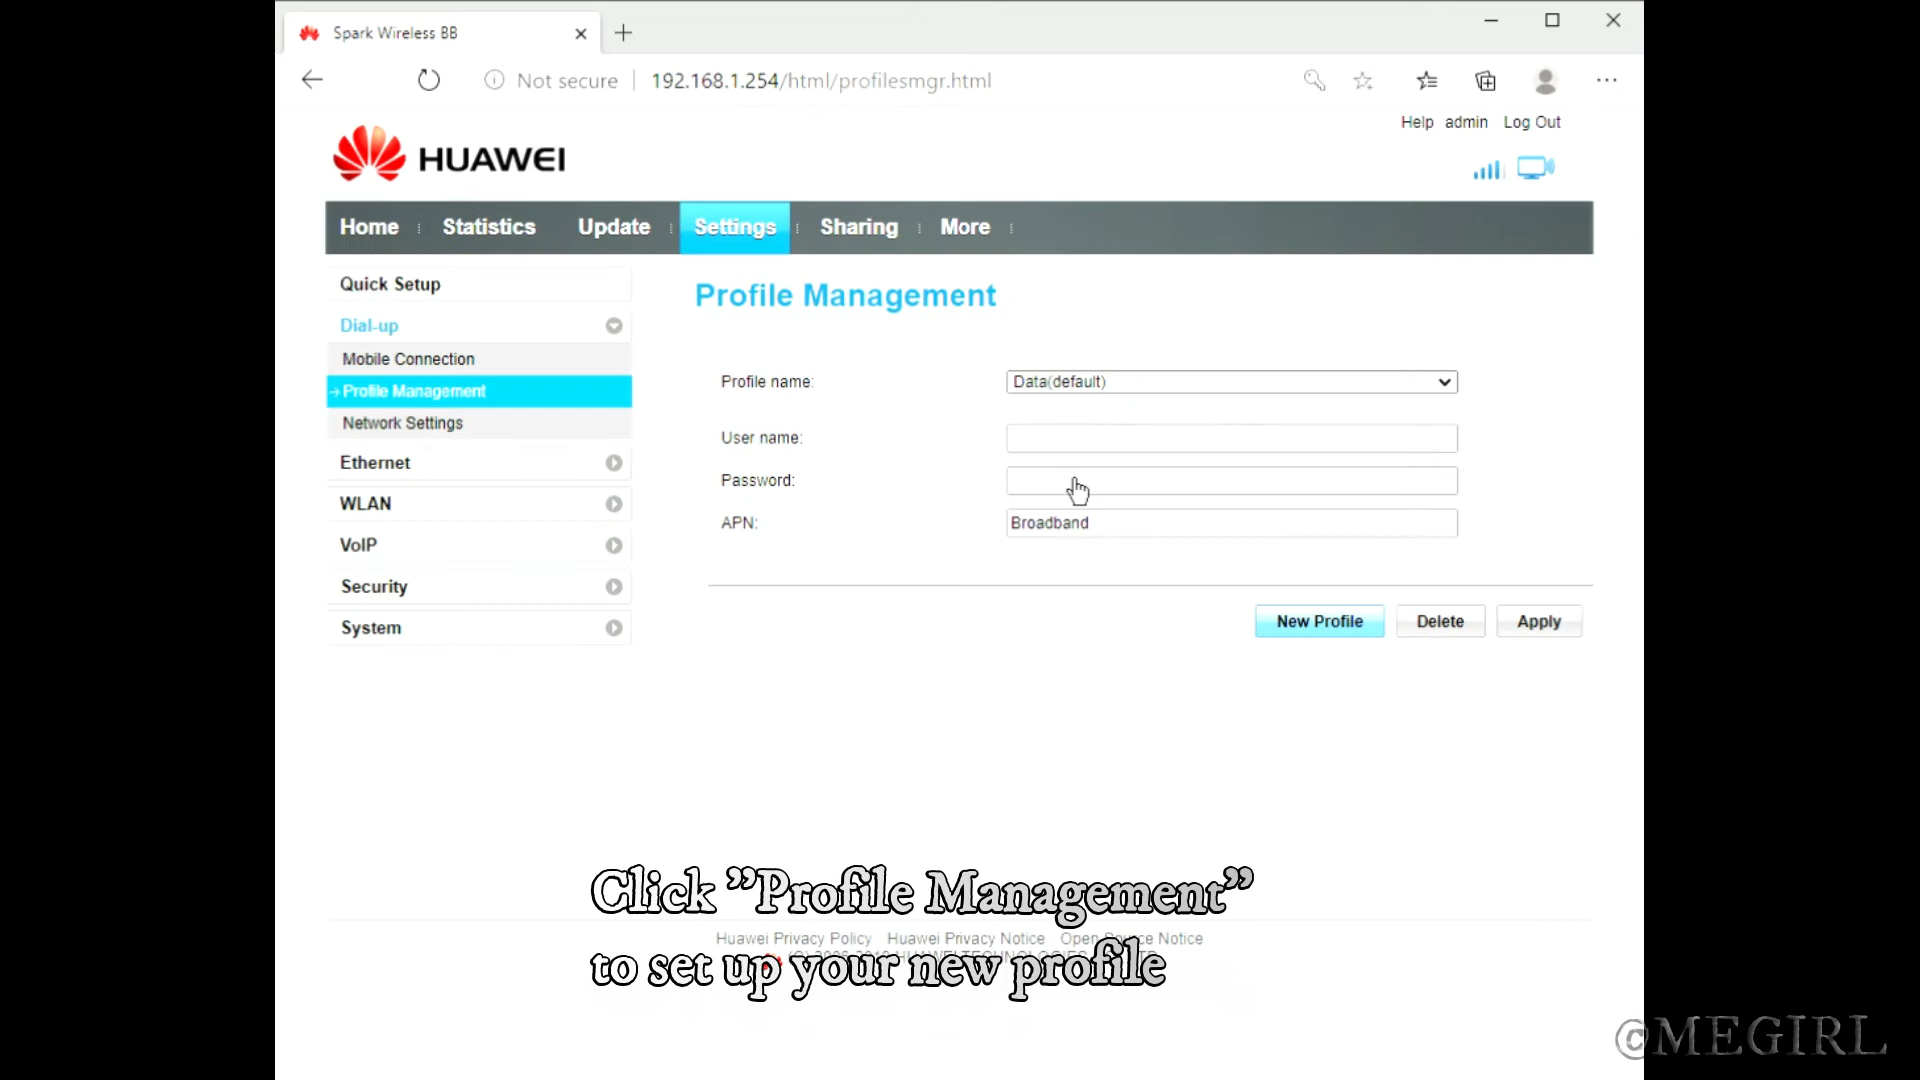 Spark Wireless BB
Not secure
192.168.1.254/html/profilesmgr.html
Help admin Log Out
HUAWEI
Home Statistics Update Settings Sharing More
Quick Setup
Dial-up
Mobile Connection
Profile Management
Network Settings
Ethernet
WLAN
VoIP
Security
System
Profile Management
Profile name: Data(default)
User name:
Password:
APN: Broadband
New Profile Delete Apply
Click "Profile Management"
Huawei Privacy Policy Huawei Privacy Notice Open Source Notice
to set up your new profile
©MEGIRL